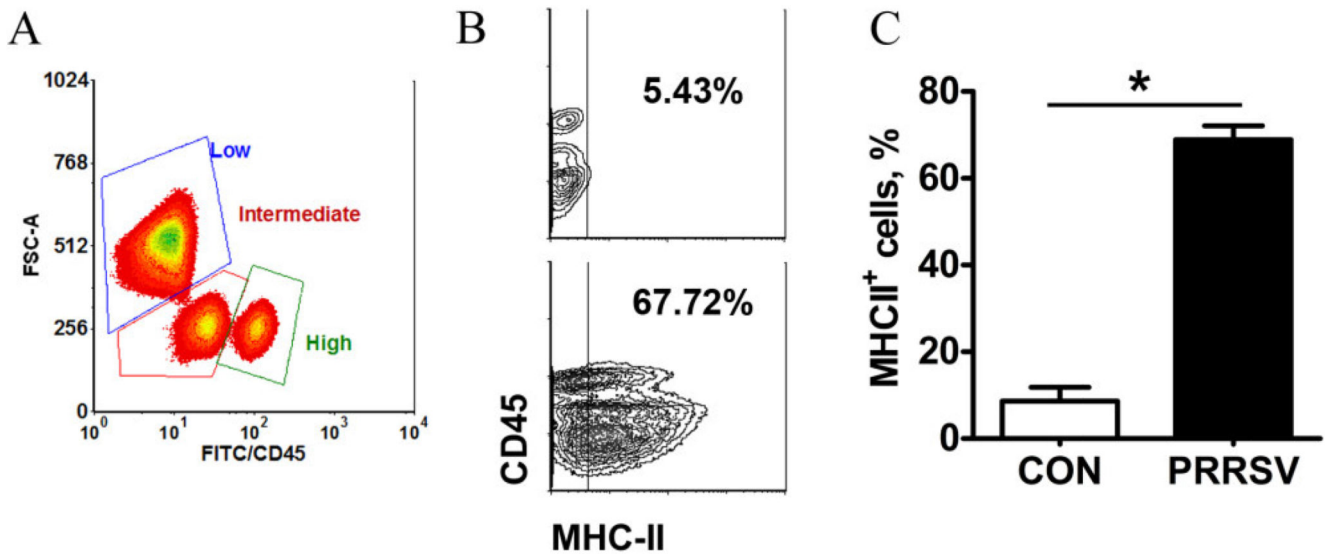 A
1024
768
512
256
0
FSC-A
Low
Intermediate
High
10^0
10^1
10^2
10^3
10^4
FITC/CD45
B
5.43%
67.72%
CD45
MHC-II
C
*
80
60
40
20
0
MHCII⁺ cells, %
CON
PRRSV